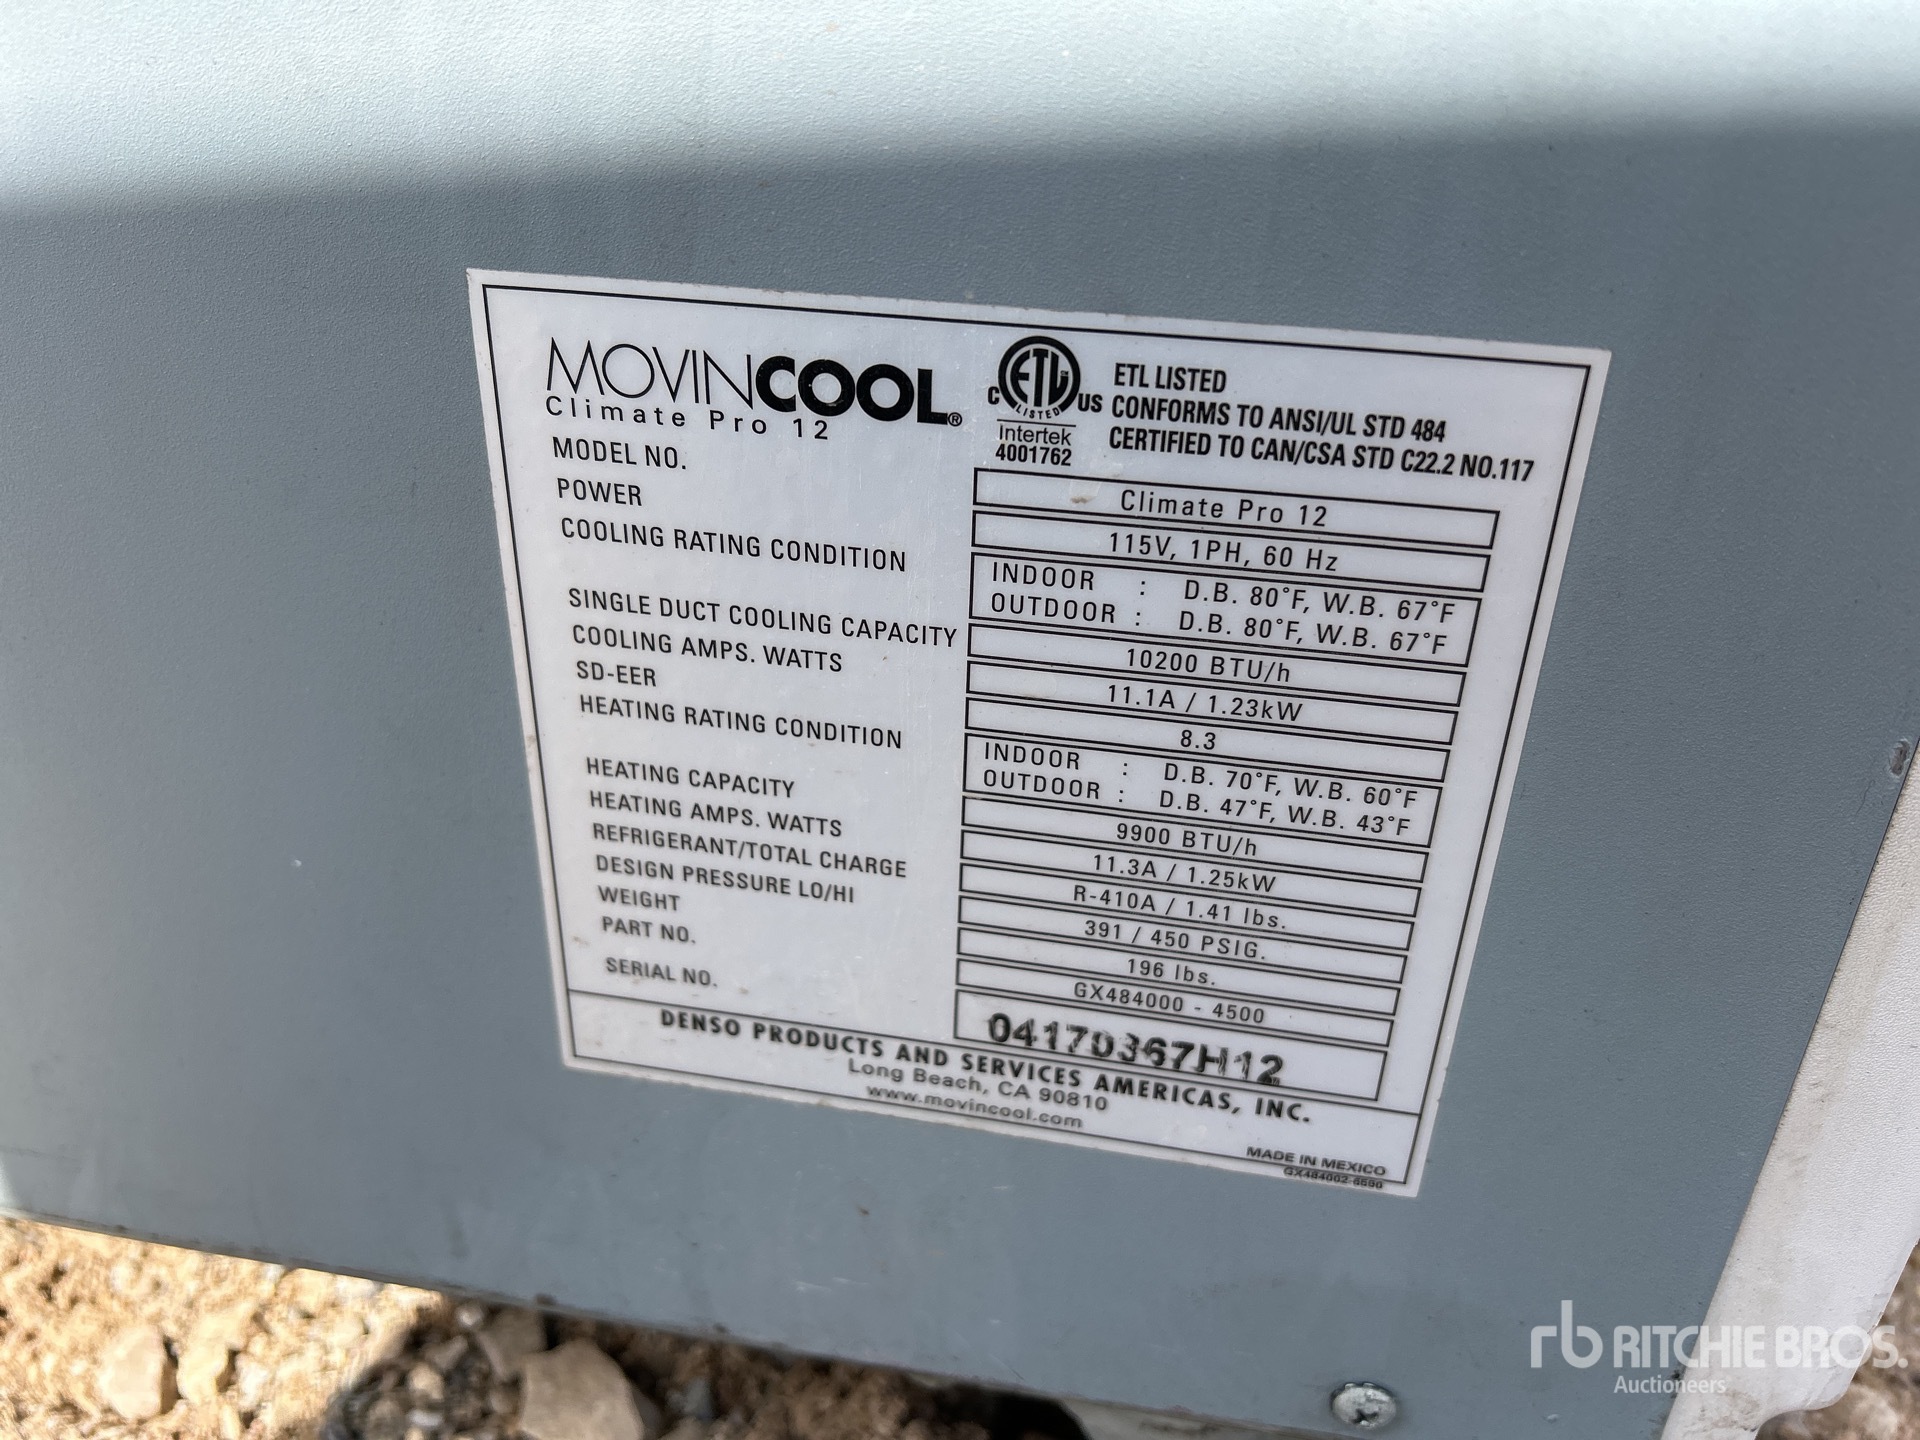 MOVINCOOL®
Climate Pro 12
C ETL LISTED US
Intertek
4001762
ETL LISTED
CONFORMS TO ANSI/UL STD 484
CERTIFIED TO CAN/CSA STD C22.2 NO.117
MODEL NO. Climate Pro 12
POWER 115V, 1PH, 60 Hz
COOLING RATING CONDITION INDOOR : D.B. 80°F, W.B. 67°F
OUTDOOR : D.B. 80°F, W.B. 67°F
SINGLE DUCT COOLING CAPACITY 10200 BTU/h
COOLING AMPS. WATTS 11.1A / 1.23kW
SD-EER 8.3
HEATING RATING CONDITION INDOOR : D.B. 70°F, W.B. 60°F
OUTDOOR : D.B. 47°F, W.B. 43°F
HEATING CAPACITY 9900 BTU/h
HEATING AMPS. WATTS 11.3A / 1.25kW
REFRIGERANT/TOTAL CHARGE R-410A / 1.41 lbs.
DESIGN PRESSURE LO/HI 391 / 450 PSIG.
WEIGHT 196 lbs.
PART NO. GX484000 - 4500
SERIAL NO. 04170367H12
DENSO PRODUCTS AND SERVICES AMERICAS, INC.
Long Beach, CA 90810
www.movincool.com
MADE IN MEXICO
rb RITCHIE BROS.
Auctioneers